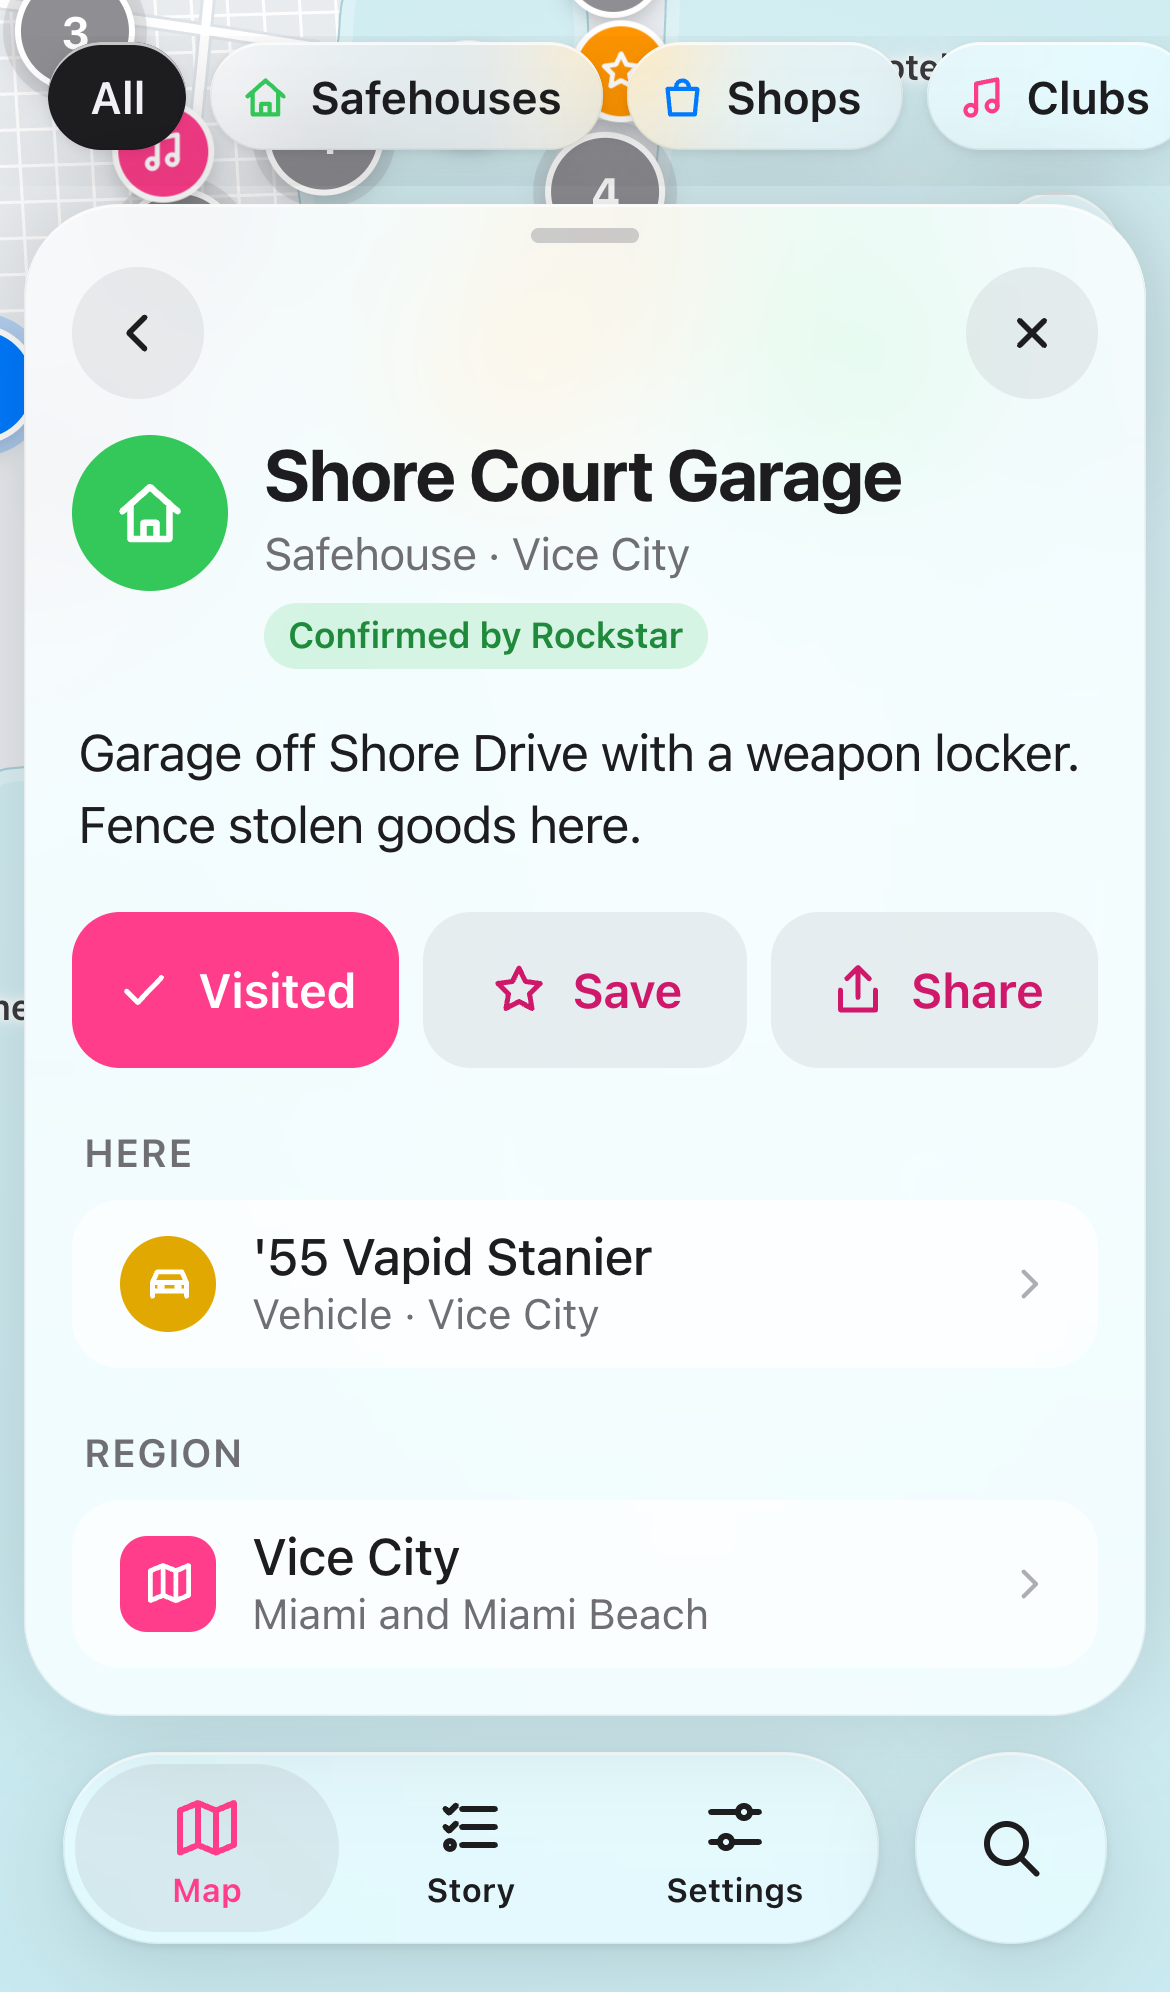 3
All
Safehouses
Shops
Clubs
4
Shore Court Garage
Safehouse · Vice City
Confirmed by Rockstar
Garage off Shore Drive with a weapon locker.
Fence stolen goods here.
Visited
Save
Share
HERE
'55 Vapid Stanier
Vehicle · Vice City
REGION
Vice City
Miami and Miami Beach
Map
Story
Settings